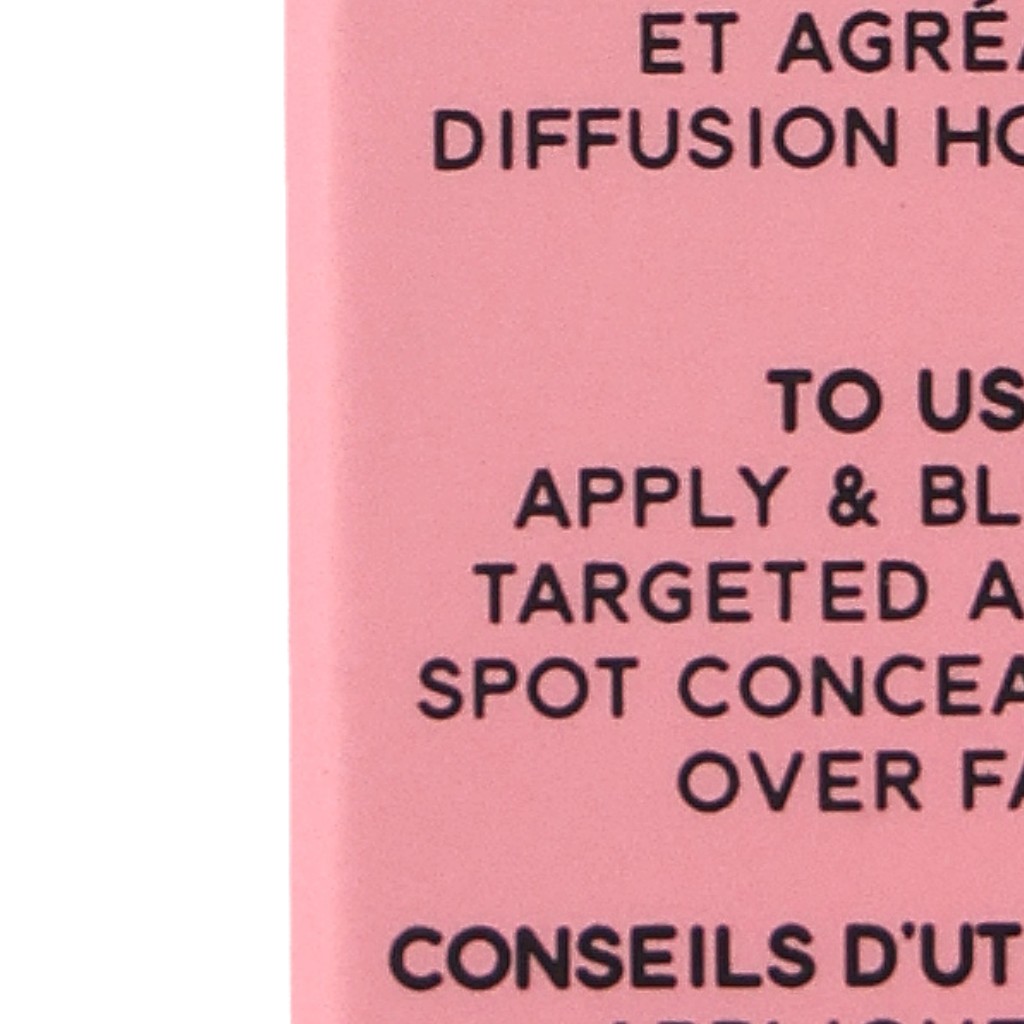 ET AGRÉA
DIFFUSION HO
TO US
APPLY & BL
TARGETED A
SPOT CONCEA
OVER FA
CONSEILS D'UT